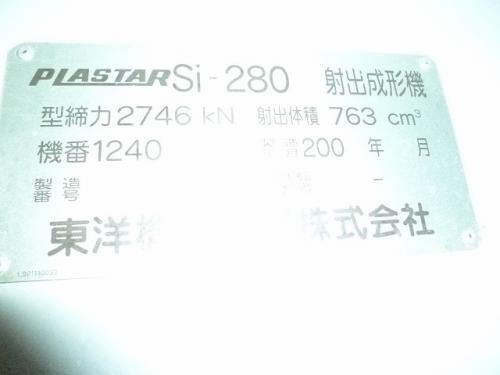 PLASTAR Si-280 射出成形機
型締力 2746 kN 射出体積 763 cm³
機番 1240 200 年 月
製造番号
東洋 株式会社